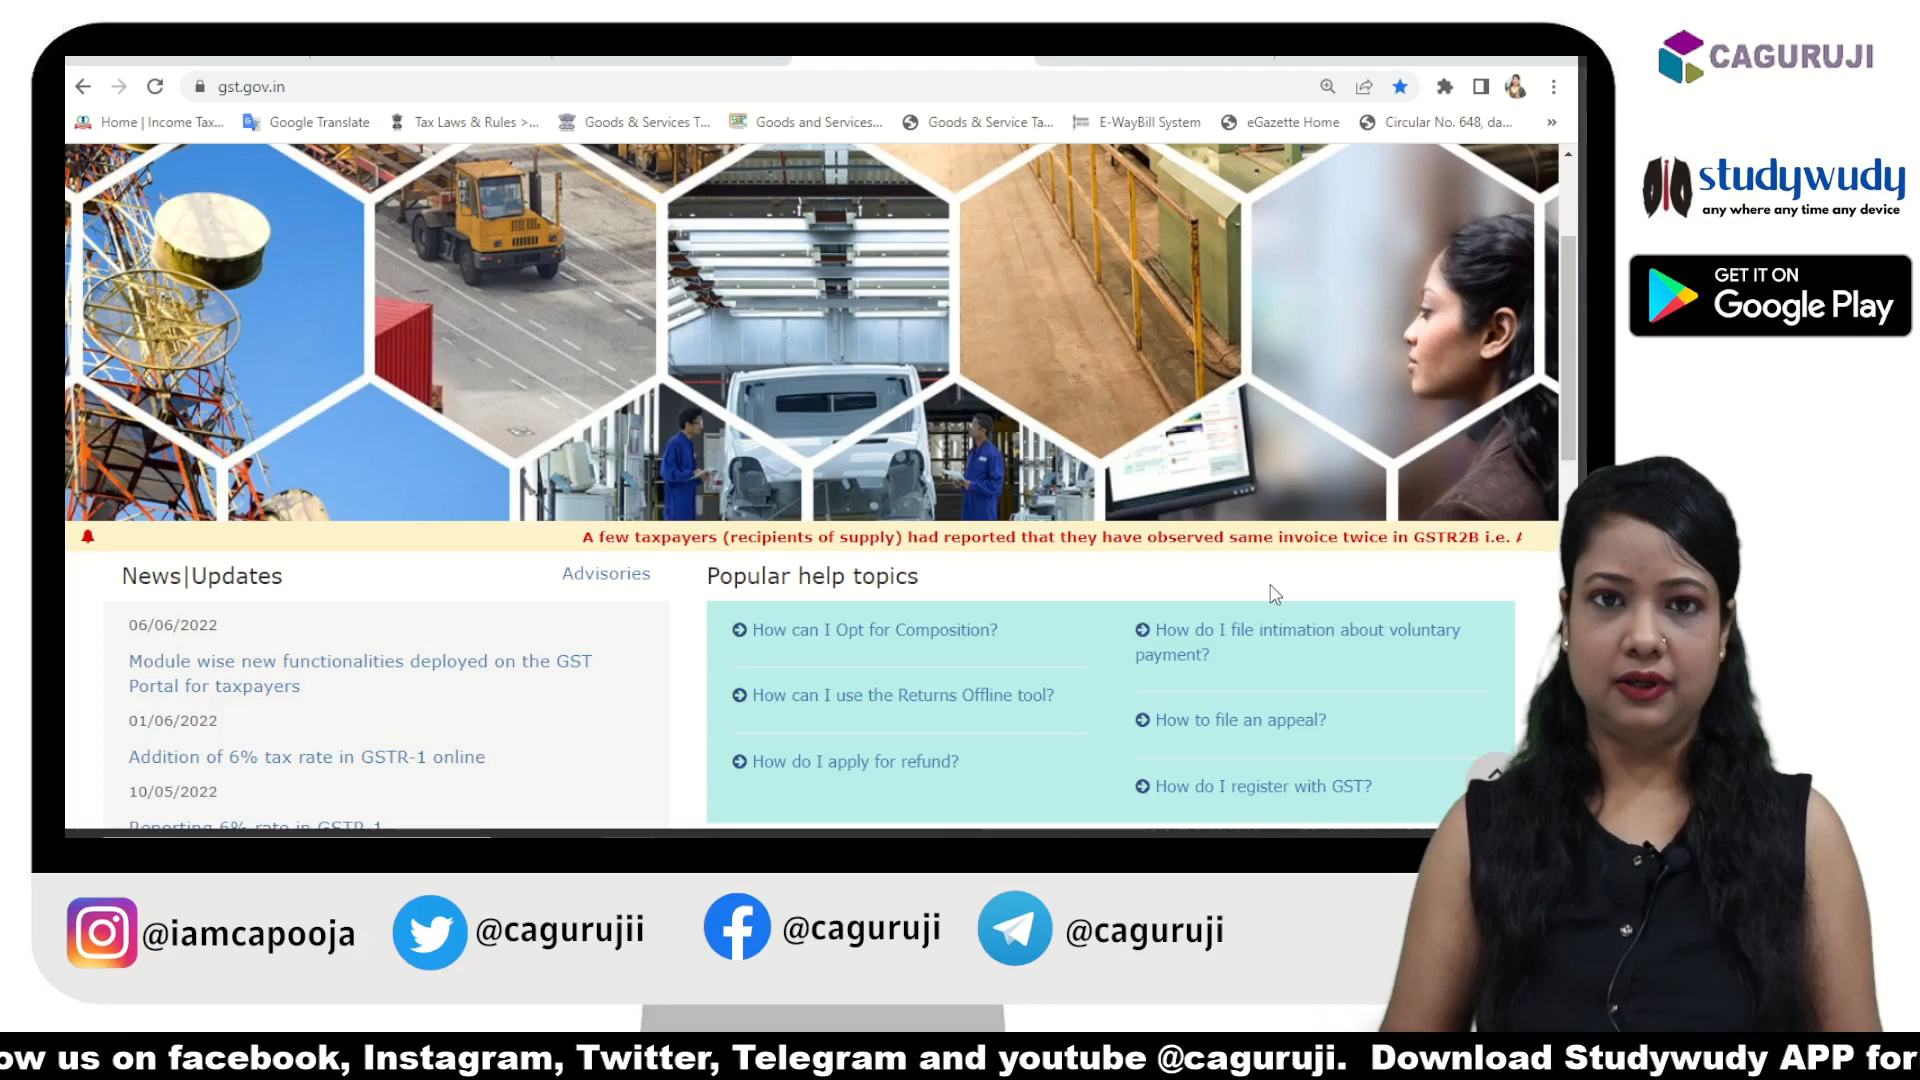 CAGURUJI
gst.gov.in
Home | Income Tax... Google Translate Tax Laws & Rules >... Goods & Services T... Goods and Services... Goods & Service Ta... E-WayBill System eGazette Home Circular No. 648, da... »
studywudy
any where any time any device
GET IT ON
Google Play
A few taxpayers (recipients of supply) had reported that they have observed same invoice twice in GSTR2B i.e.
News|Updates
Advisories
06/06/2022
Module wise new functionalities deployed on the GST
Portal for taxpayers
01/06/2022
Addition of 6% tax rate in GSTR-1 online
10/05/2022
Reporting 6% rate in GSTR-1
Popular help topics
How can I Opt for Composition?
How can I use the Returns Offline tool?
How do I apply for refund?
How do I file intimation about voluntary
payment?
How to file an appeal?
How do I register with GST?
@iamcapooja @cagurujii @caguruji @caguruji
ow us on facebook, Instagram, Twitter, Telegram and youtube @caguruji. Download Studywudy APP for